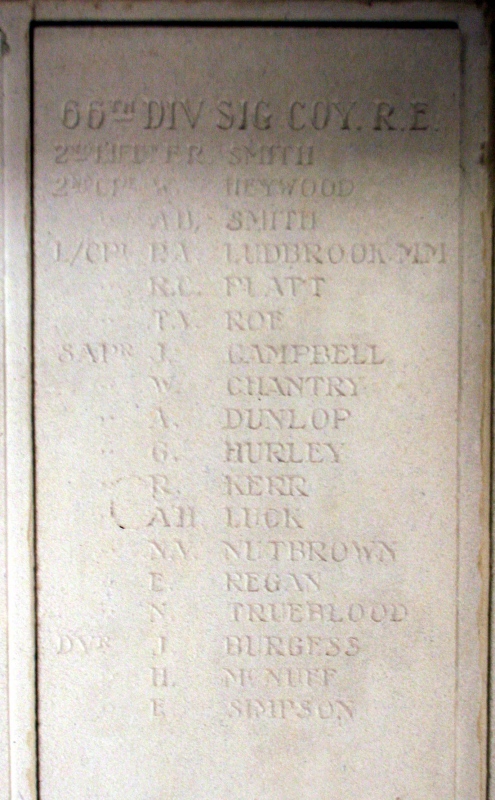 66TH DIV SIG COY. R.E.
2ND LIEUT F.R. SMITH
2ND CPL W. HEYWOOD
" A.B. SMITH
L/CPL P.A. LUDBROOK MM
" R.C. PLATT
" T.V. ROE
SAPR J. CAMPBELL
" W. CHANTRY
" A. DUNLOP
" G. HURLEY
" R. KERR
" A.H. LUCK
" N.V. NUTBROWN
" E. REGAN
" N. TRUEBLOOD
DVR J. BURGESS
" H. MCNUFF
" E. SIMPSON